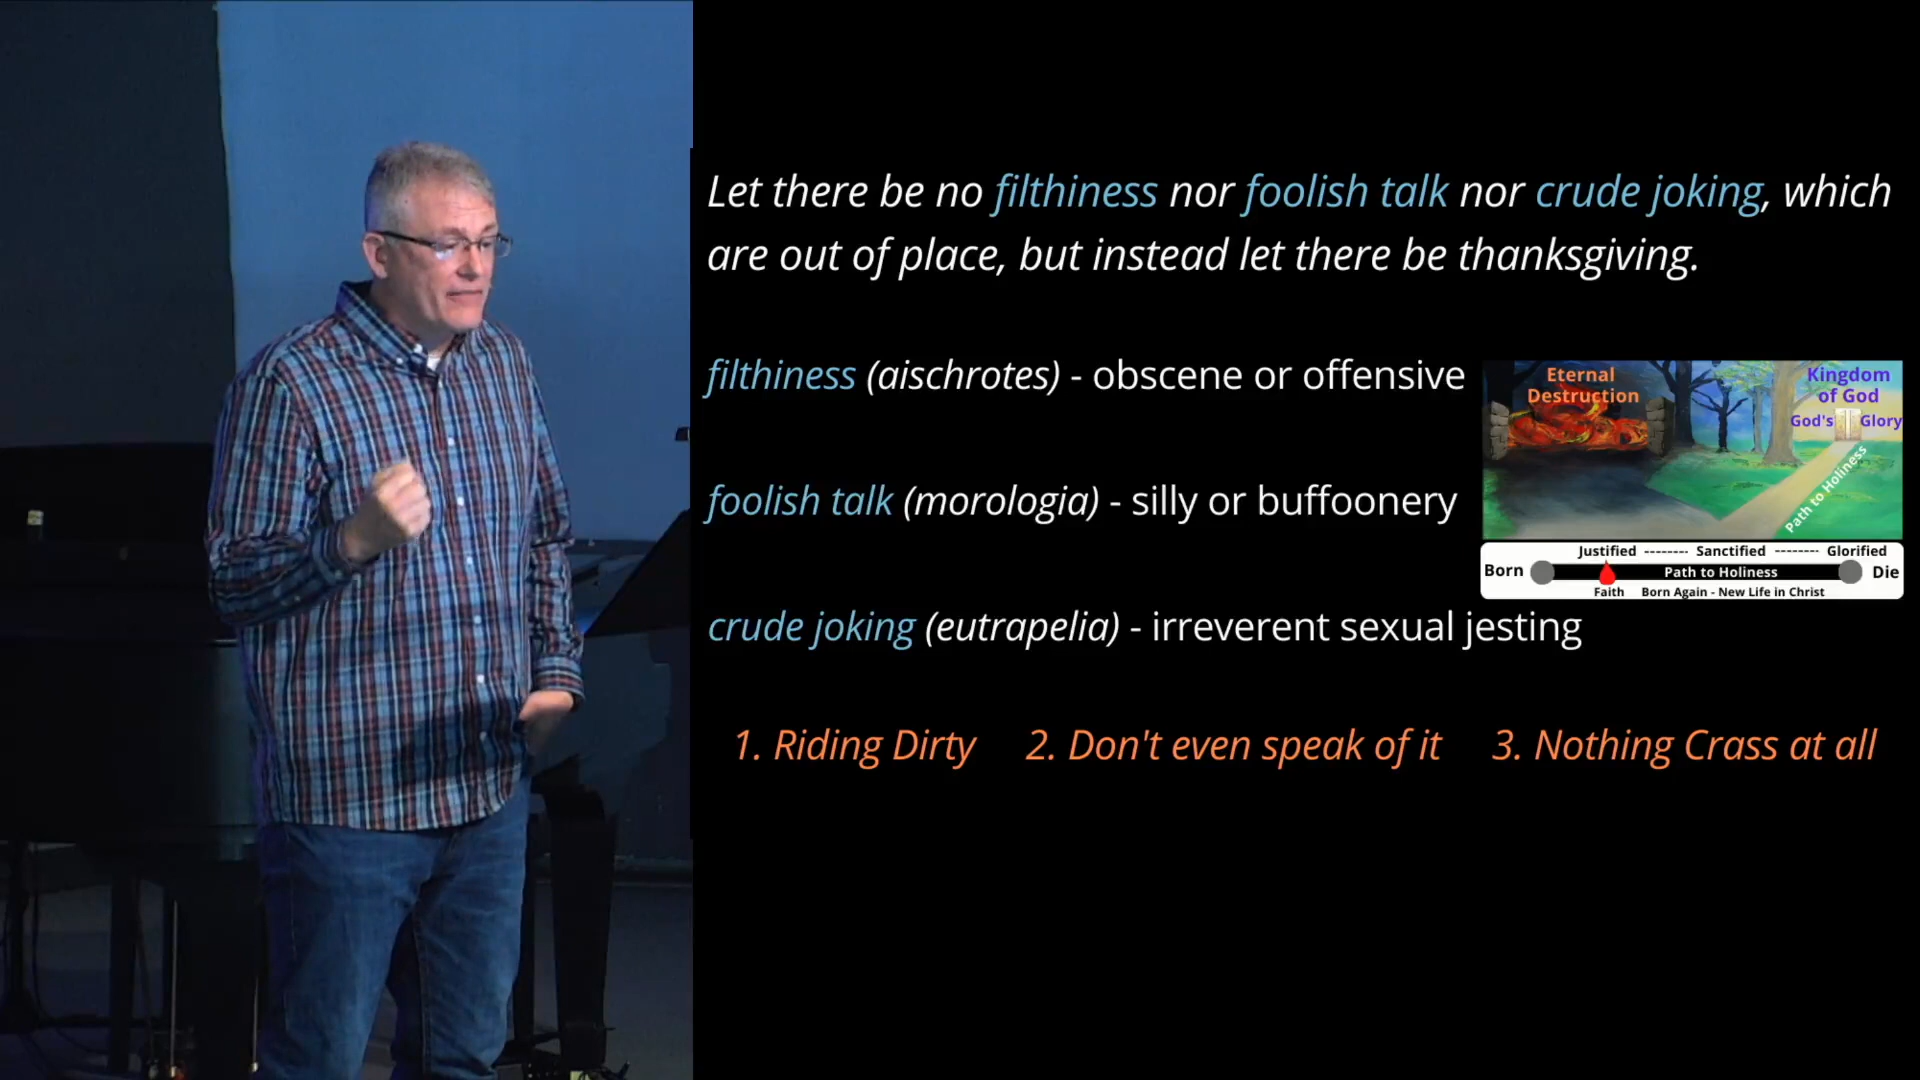 Let there be no filthiness nor foolish talk nor crude joking, which
are out of place, but instead let there be thanksgiving.
filthiness (aischrotes) - obscene or offensive
foolish talk (morologia) - silly or buffoonery
crude joking (eutrapelia) - irreverent sexual jesting
1. Riding Dirty 2. Don't even speak of it 3. Nothing Crass at all
Eternal
Destruction
Kingdom
of God
God's Glory
Path to Holiness
Justified -------- Sanctified -------- Glorified
Born Path to Holiness Die
Faith Born Again - New Life in Christ